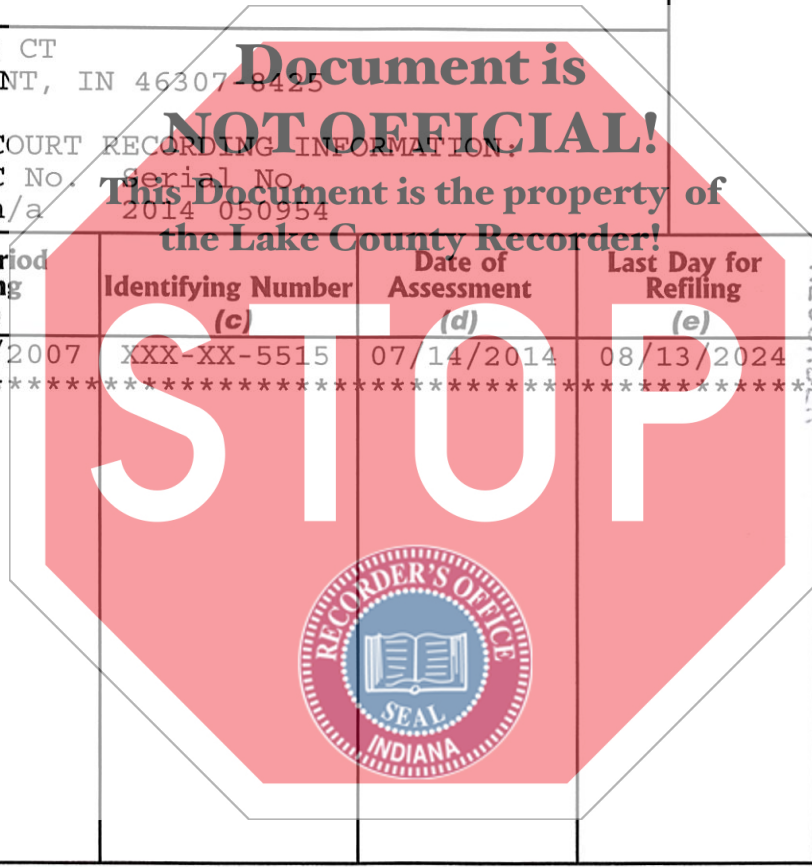 CT
Document is
NT, IN 46307-8425
NOT OFFICIAL!
COURT RECORDING INFORMATION:
No. Serial No.
This Document is the property of
n/a 2014 050954
the Lake County Recorder!
riod
ng
Identifying Number
(c)
Date of
Assessment
(d)
Last Day for
Refiling
(e)
/2007 XXX-XX-5515 07/14/2014 08/13/2024
*****************************************
STOP
RECORDER'S OFFICE
SEAL
INDIANA